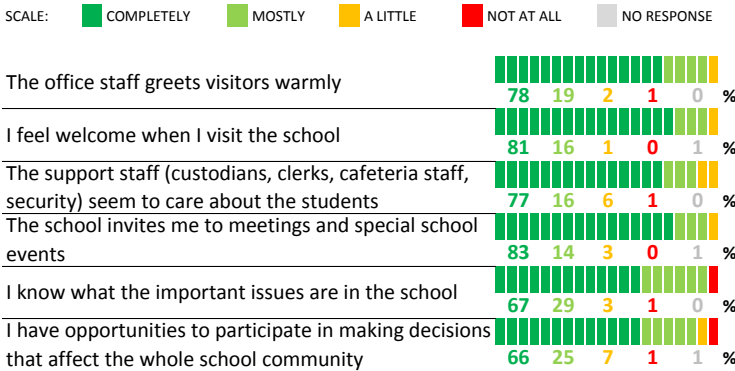 SCALE: COMPLETELY MOSTLY A LITTLE NOT AT ALL NO RESPONSE
The office staff greets visitors warmly
78 19 2 1 0 %
I feel welcome when I visit the school
81 16 1 0 1 %
The support staff (custodians, clerks, cafeteria staff,
security) seem to care about the students
77 16 6 1 0 %
The school invites me to meetings and special school
events
83 14 3 0 1 %
I know what the important issues are in the school
67 29 3 1 0 %
I have opportunities to participate in making decisions
that affect the whole school community
66 25 7 1 1 %